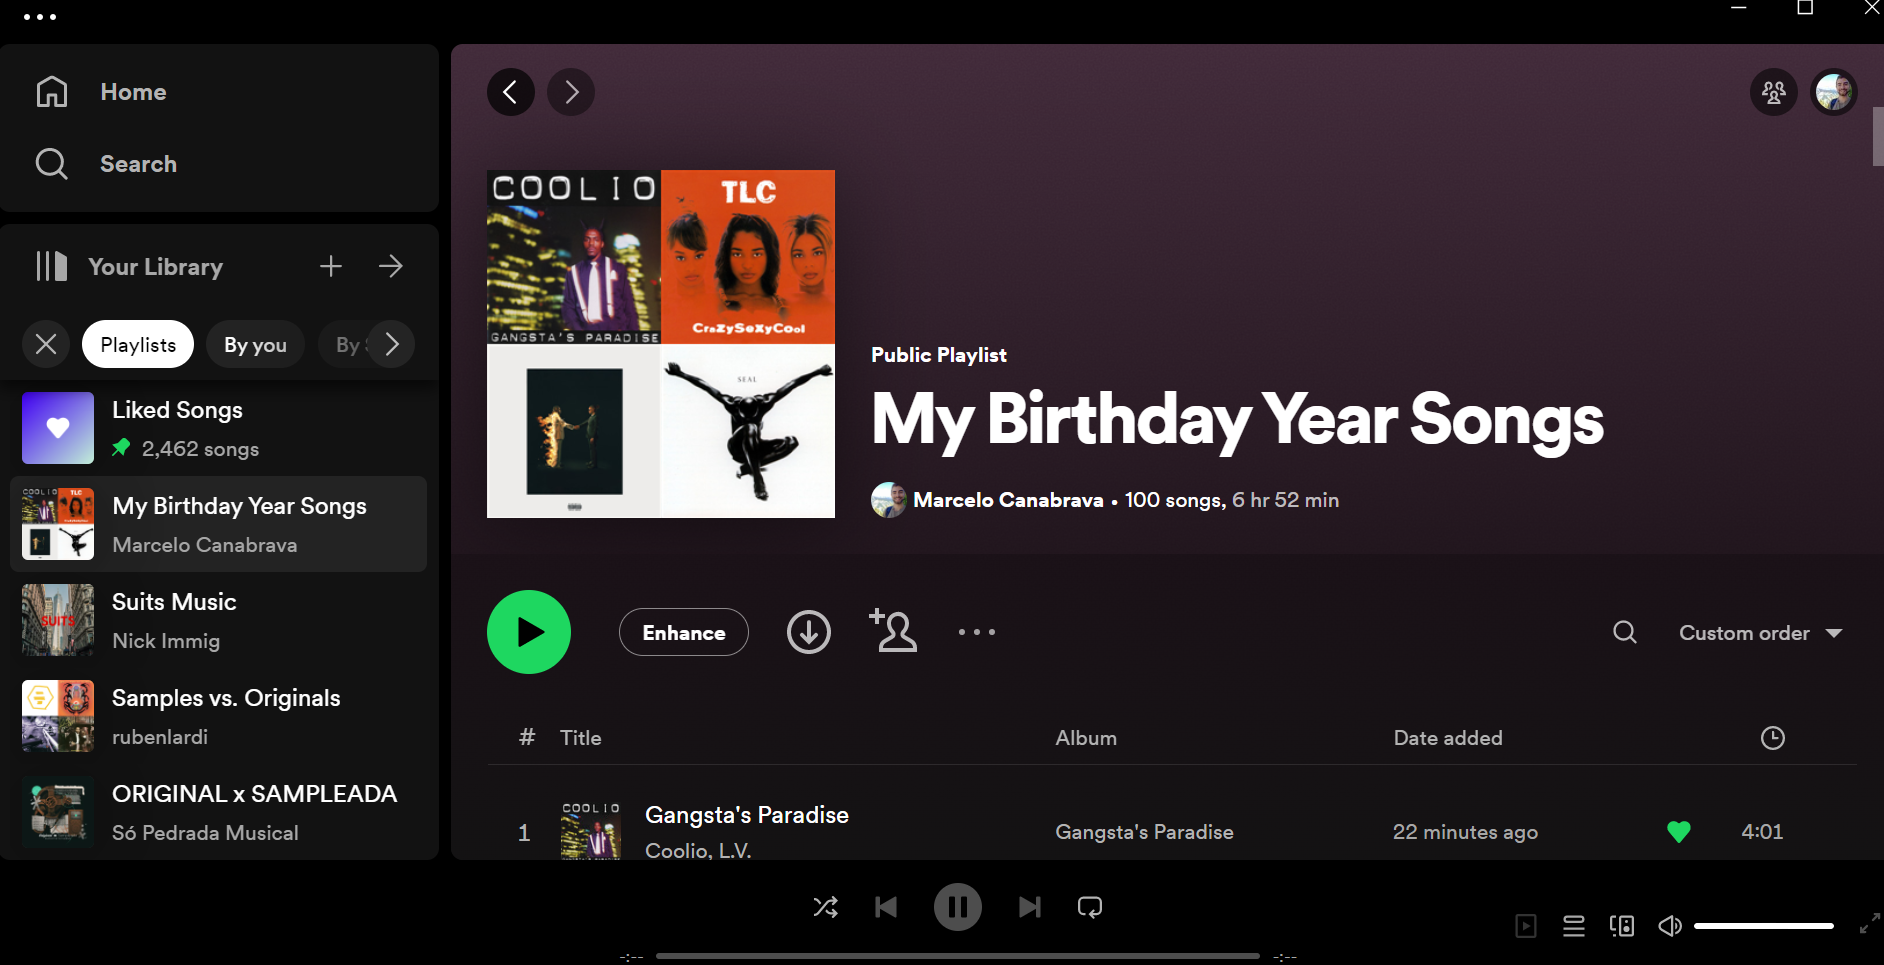 Home
Search
Your Library
Playlists
By you
By
Liked Songs
2,462 songs
My Birthday Year Songs
Marcelo Canabrava
SUITS
Suits Music
Nick Immig
Samples vs. Originals
rubenlardi
ORIGINAL x SAMPLEADA
Só Pedrada Musical
COOLIO
GANGSTA'S PARADISE
TLC
CrazySexyCool
SEAL
Public Playlist
My Birthday Year Songs
Marcelo Canabrava • 100 songs, 6 hr 52 min
Enhance
Custom order
# Title Album Date added
1 Gangsta's Paradise Gangsta's Paradise 22 minutes ago 4:01
COOLIO
Coolio, L.V.
-:-- -:--